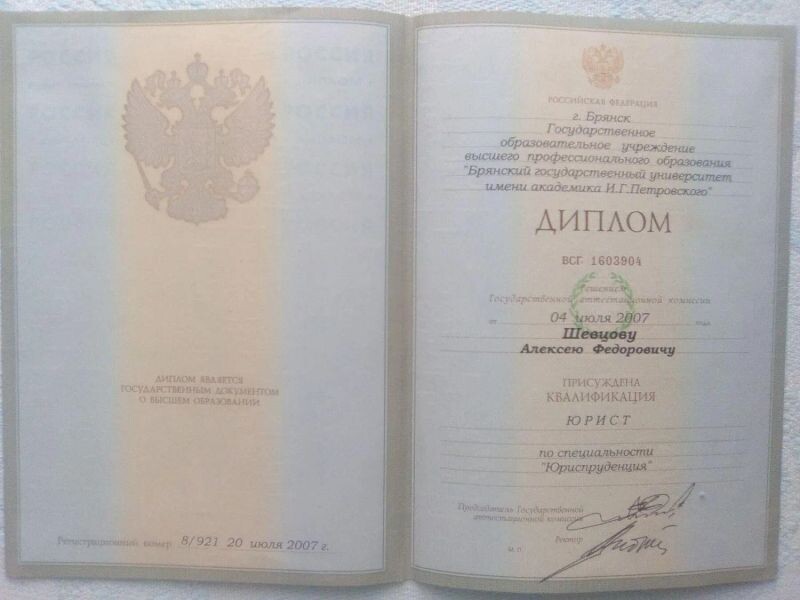 ДИПЛОМ ЯВЛЯЕТСЯ
ГОСУДАРСТВЕННЫМ ДОКУМЕНТОМ
О ВЫСШЕМ ОБРАЗОВАНИИ
Регистрационный номер 8/921 20 июля 2007 г.
РОССИЙСКАЯ ФЕДЕРАЦИЯ
г. Брянск
Государственное
образовательное учреждение
высшего профессионального образования
"Брянский государственный университет
имени академика И.Г.Петровского"
ДИПЛОМ
ВСГ 1603904
Решением
Государственной аттестационной комиссии
от 04 июля 2007 года
Шевцову
Алексею Федоровичу
ПРИСУЖДЕНА
КВАЛИФИКАЦИЯ
ЮРИСТ
по специальности
"Юриспруденция"
Председатель Государственной
аттестационной комиссии
Ректор
М.П.